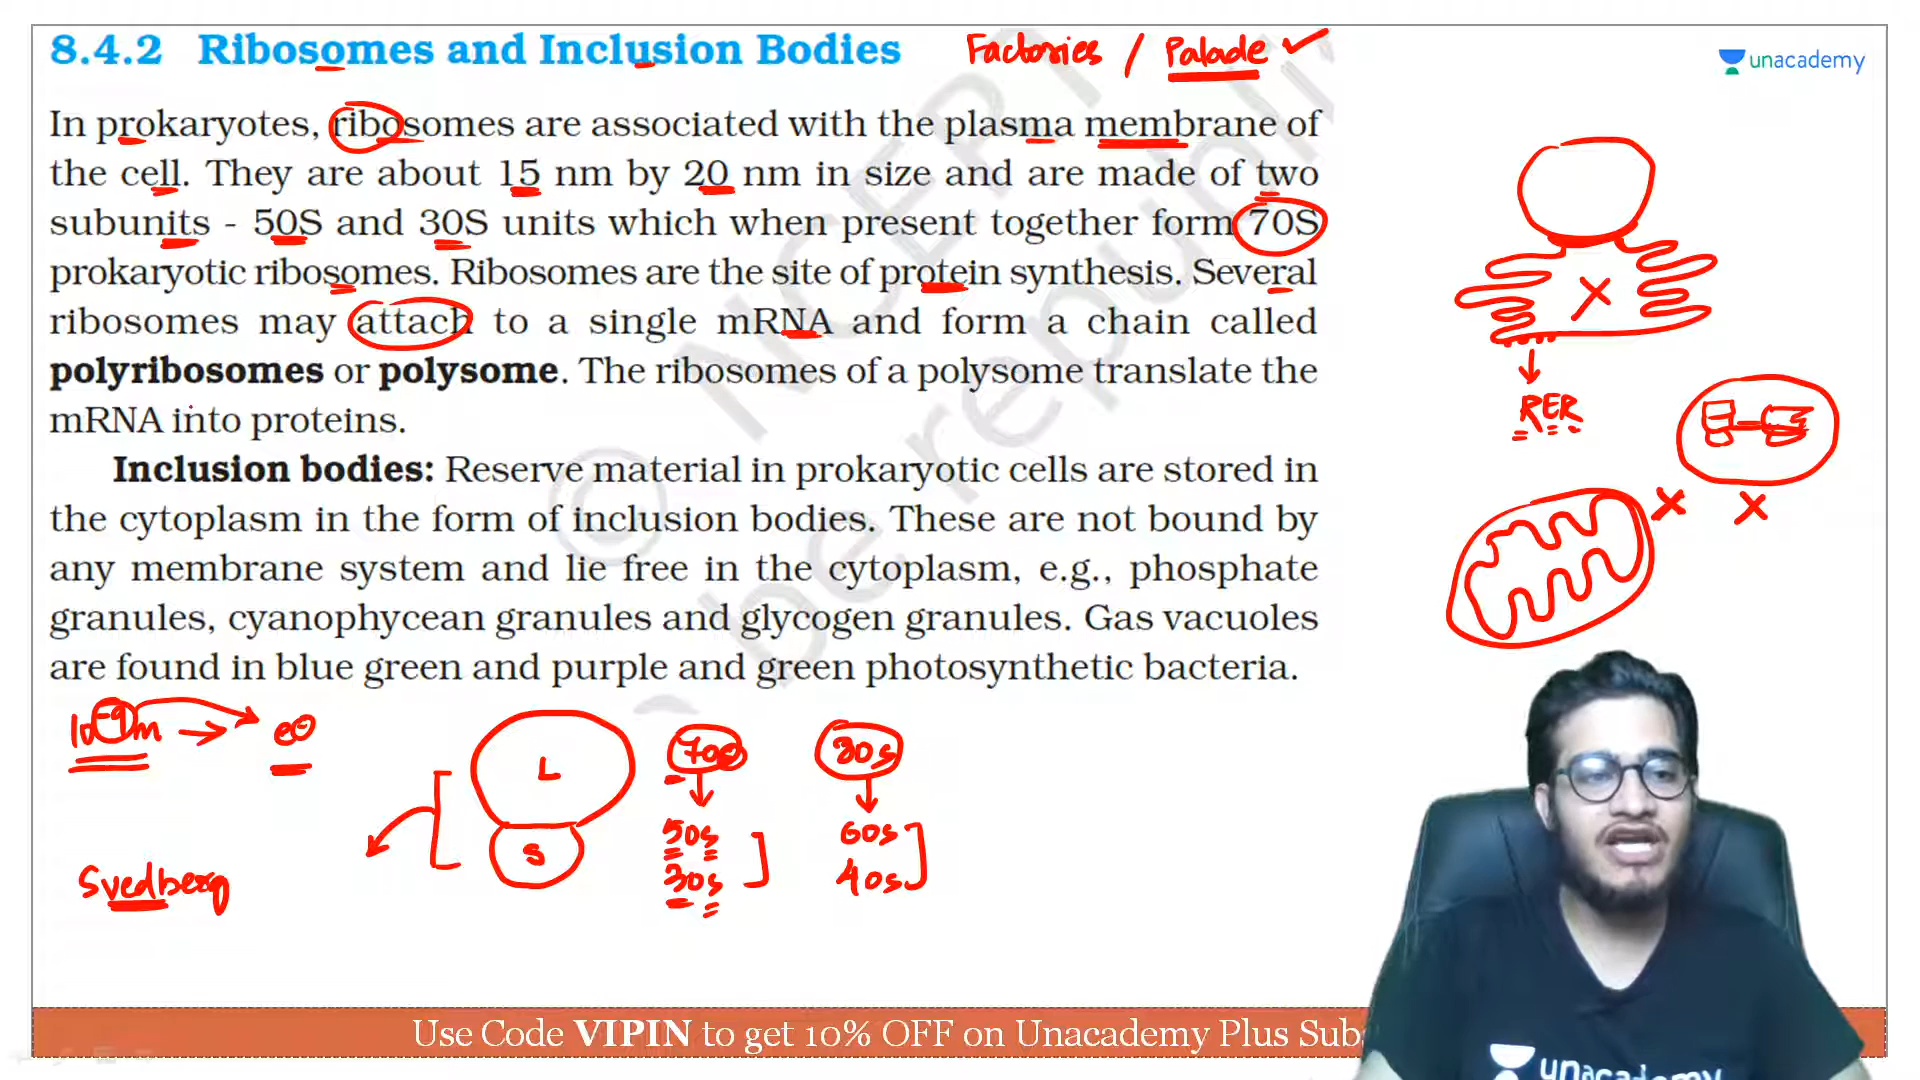 8.4.2 Ribosomes and Inclusion Bodies
Factories / Palade ✓
unacademy
In prokaryotes, ribosomes are associated with the plasma membrane of
the cell. They are about 15 nm by 20 nm in size and are made of two
subunits - 50S and 30S units which when present together form 70S
prokaryotic ribosomes. Ribosomes are the site of protein synthesis. Several
ribosomes may attach to a single mRNA and form a chain called
polyribosomes or polysome. The ribosomes of a polysome translate the
mRNA into proteins.
Inclusion bodies: Reserve material in prokaryotic cells are stored in
the cytoplasm in the form of inclusion bodies. These are not bound by
any membrane system and lie free in the cytoplasm, e.g., phosphate
granules, cyanophycean granules and glycogen granules. Gas vacuoles
are found in blue green and purple and green photosynthetic bacteria.
© NCERT
be republi
X
RER
X X
10⁻⁹m → e⊖
L
S
70s
50s
30s
80s
60s
40s
Svedberg
Use Code VIPIN to get 10% OFF on Unacademy Plus Subs
unacademy